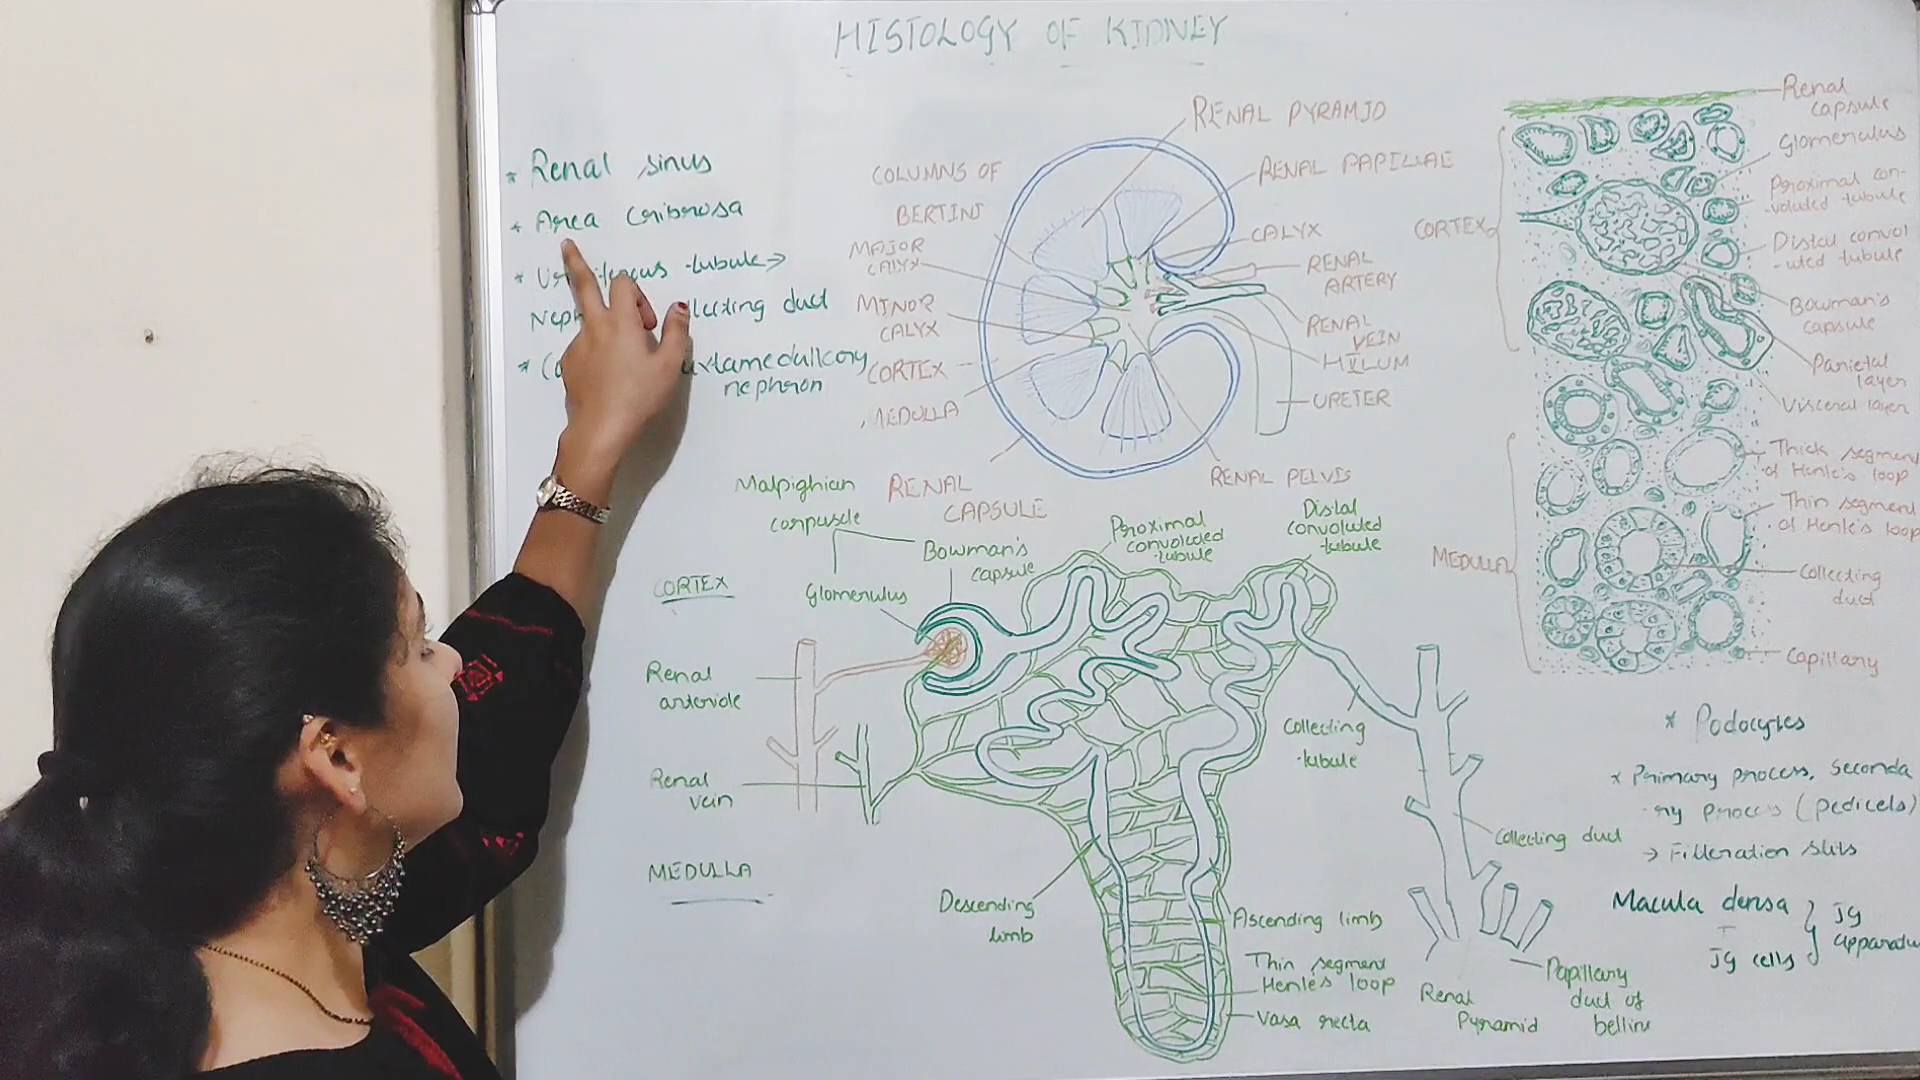 HISTOLOGY OF KIDNEY
* Renal sinus
* Area Cribrosa
* tubule →
collecting duct
* juxtamedullary
nephron
RENAL PYRAMID
COLUMNS OF
BERTINI
RENAL PAPILLAE
MAJOR
CALYX
CALYX
RENAL
ARTERY
MINOR
CALYX
RENAL
VEIN
HILUM
CORTEX
MEDULLA
URETER
RENAL
CAPSULE
RENAL PELVIS
Renal
capsule
Glomerulus
Proximal con-
-voluted tubule
CORTEX
Distal convol
-uted tubule
Bowman's
capsule
Parietal
layer
Visceral layer
Thick segment
of Henle's loop
Thin segment
of Henle's loop
MEDULLA
Collecting
duct
Capillary
Malpighian
corpuscle
Bowman's
capsule
Glomerulus
Proximal
convoluted
tubule
Distal
convoluted
tubule
CORTEX
Renal
arteriole
Renal
vein
Collecting
tubule
MEDULLA
Descending
limb
Ascending limb
Thin segment
Henle's loop
Vasa recta
Collecting duct
Renal
Pyramid
Papillary
duct of
bellini
* Podocytes
* Primary process, Seconda
-ry process (pedicels)
→ Filteration slits
Macula densa
+
JG cells
JG
apparatu